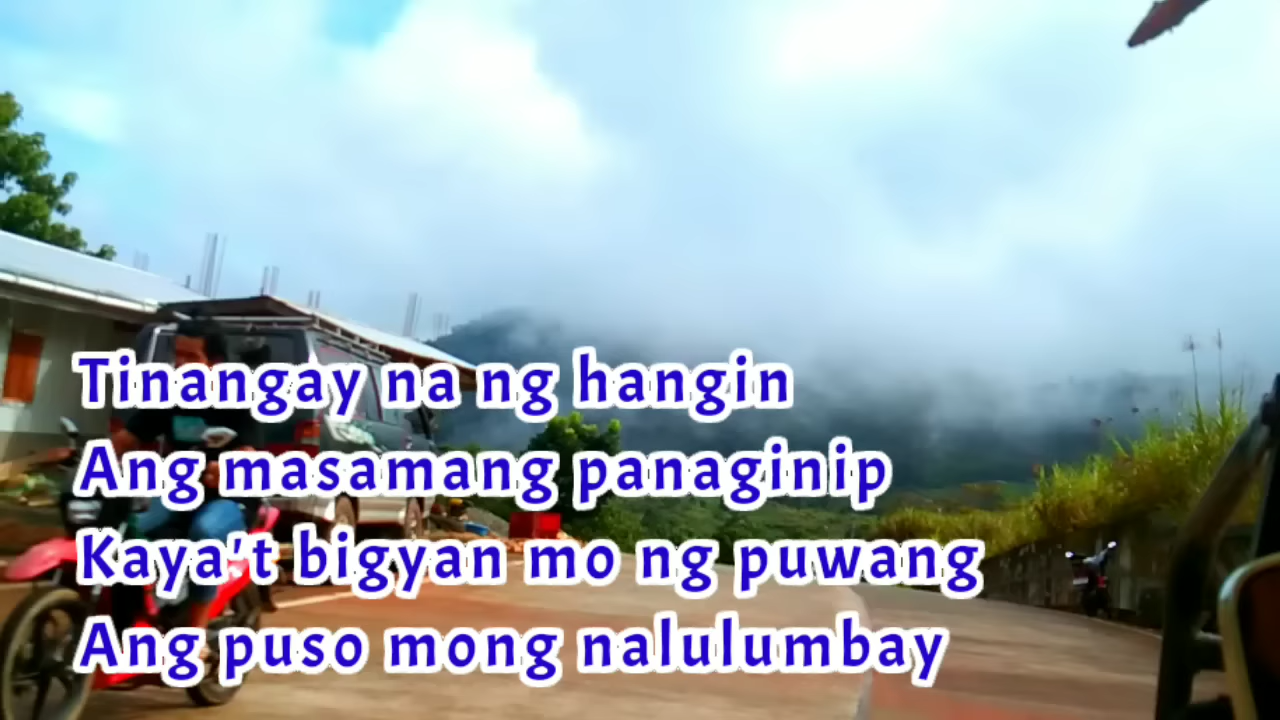 Tinangay na ng hangin
Ang masamang panaginip
Kaya't bigyan mo ng puwang
Ang puso mong nalulumbay